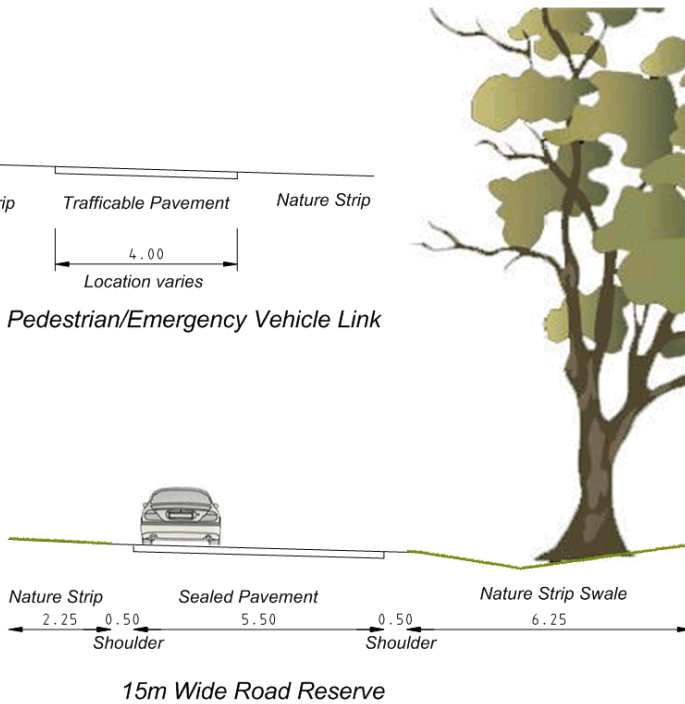 rip Trafficable Pavement Nature Strip
4.00
Location varies
Pedestrian/Emergency Vehicle Link
Nature Strip Sealed Pavement Nature Strip Swale
2.25 0.50 5.50 0.50 6.25
Shoulder Shoulder
15m Wide Road Reserve